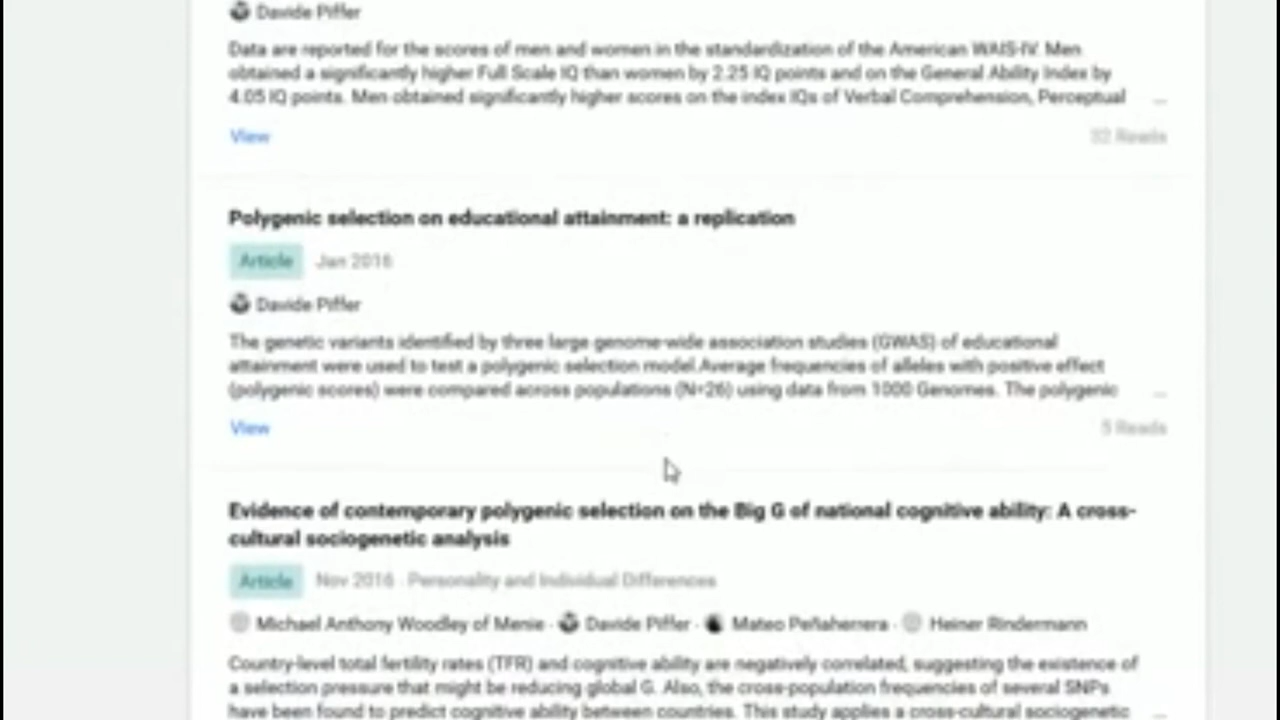 Davide Piffer
Data are reported for the scores of men and women in the standardization of the American WAIS-IV. Men
obtained a significantly higher Full Scale IQ than women by 2.25 IQ points and on the General Ability Index by
4.05 IQ points. Men obtained significantly higher scores on the index IQs of Verbal Comprehension, Perceptual ...
View
32 Reads
Polygenic selection on educational attainment: a replication
Article Jan 2016
Davide Piffer
The genetic variants identified by three large genome-wide association studies (GWAS) of educational
attainment were used to test a polygenic selection model.Average frequencies of alleles with positive effect
(polygenic scores) were compared across populations (N=26) using data from 1000 Genomes. The polygenic ...
View
5 Reads
Evidence of contemporary polygenic selection on the Big G of national cognitive ability: A cross-
cultural sociogenetic analysis
Article Nov 2016 · Personality and Individual Differences
Michael Anthony Woodley of Menie · Davide Piffer · Mateo Peñaherrera · Heiner Rindermann
Country-level total fertility rates (TFR) and cognitive ability are negatively correlated, suggesting the existence of
a selection pressure that might be reducing global G. Also, the cross-population frequencies of several SNPs
have been found to predict cognitive ability between countries. This study applies a cross-cultural sociogenetic ...